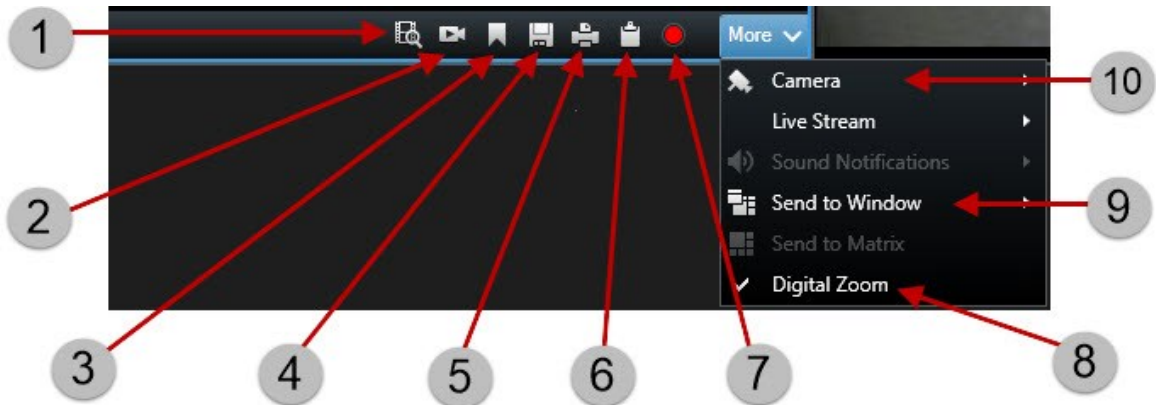 1
More
Camera
10
Live Stream
Sound Notifications
2
Send to Window
9
Send to Matrix
Digital Zoom
3
4
5
6
7
8